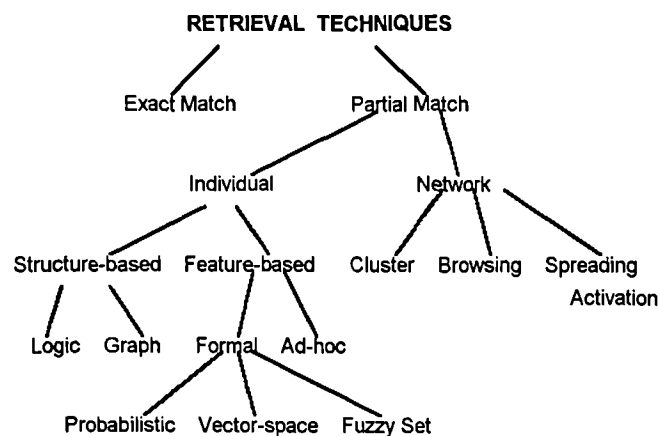 RETRIEVAL TECHNIQUES
Exact Match Partial Match
Individual Network
Structure-based Feature-based Cluster Browsing Spreading
Activation
Logic Graph Formal Ad-hoc
Probabilistic Vector-space Fuzzy Set